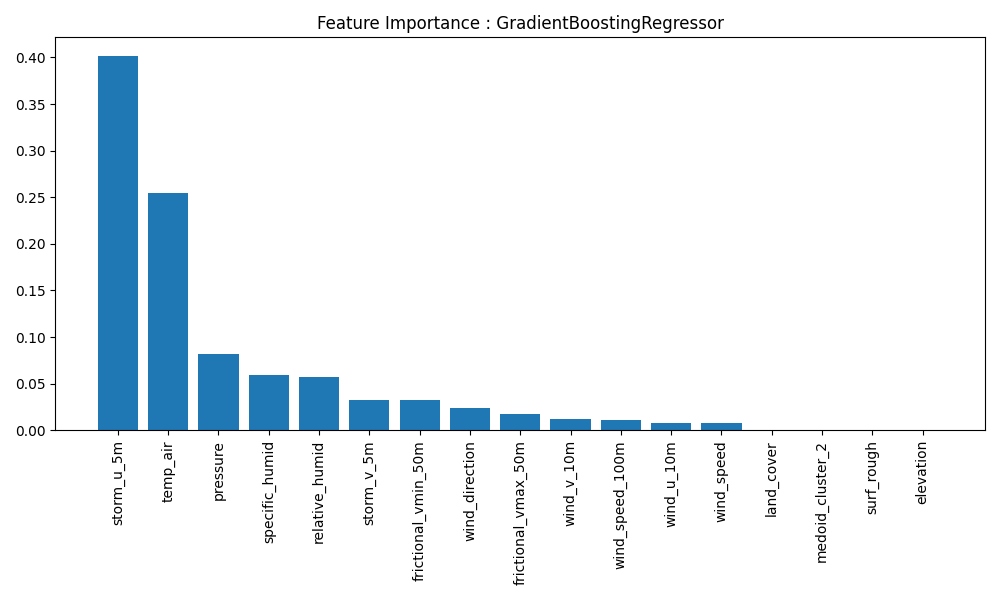 Feature Importance : GradientBoostingRegressor
0.40
0.35
0.30
0.25
0.20
0.15
0.10
0.05
0.00
storm_u_5m
temp_air
pressure
specific_humid
relative_humid
storm_v_5m
frictional_vmin_50m
wind_direction
frictional_vmax_50m
wind_v_10m
wind_speed_100m
wind_u_10m
wind_speed
land_cover
medoid_cluster_2
surf_rough
elevation